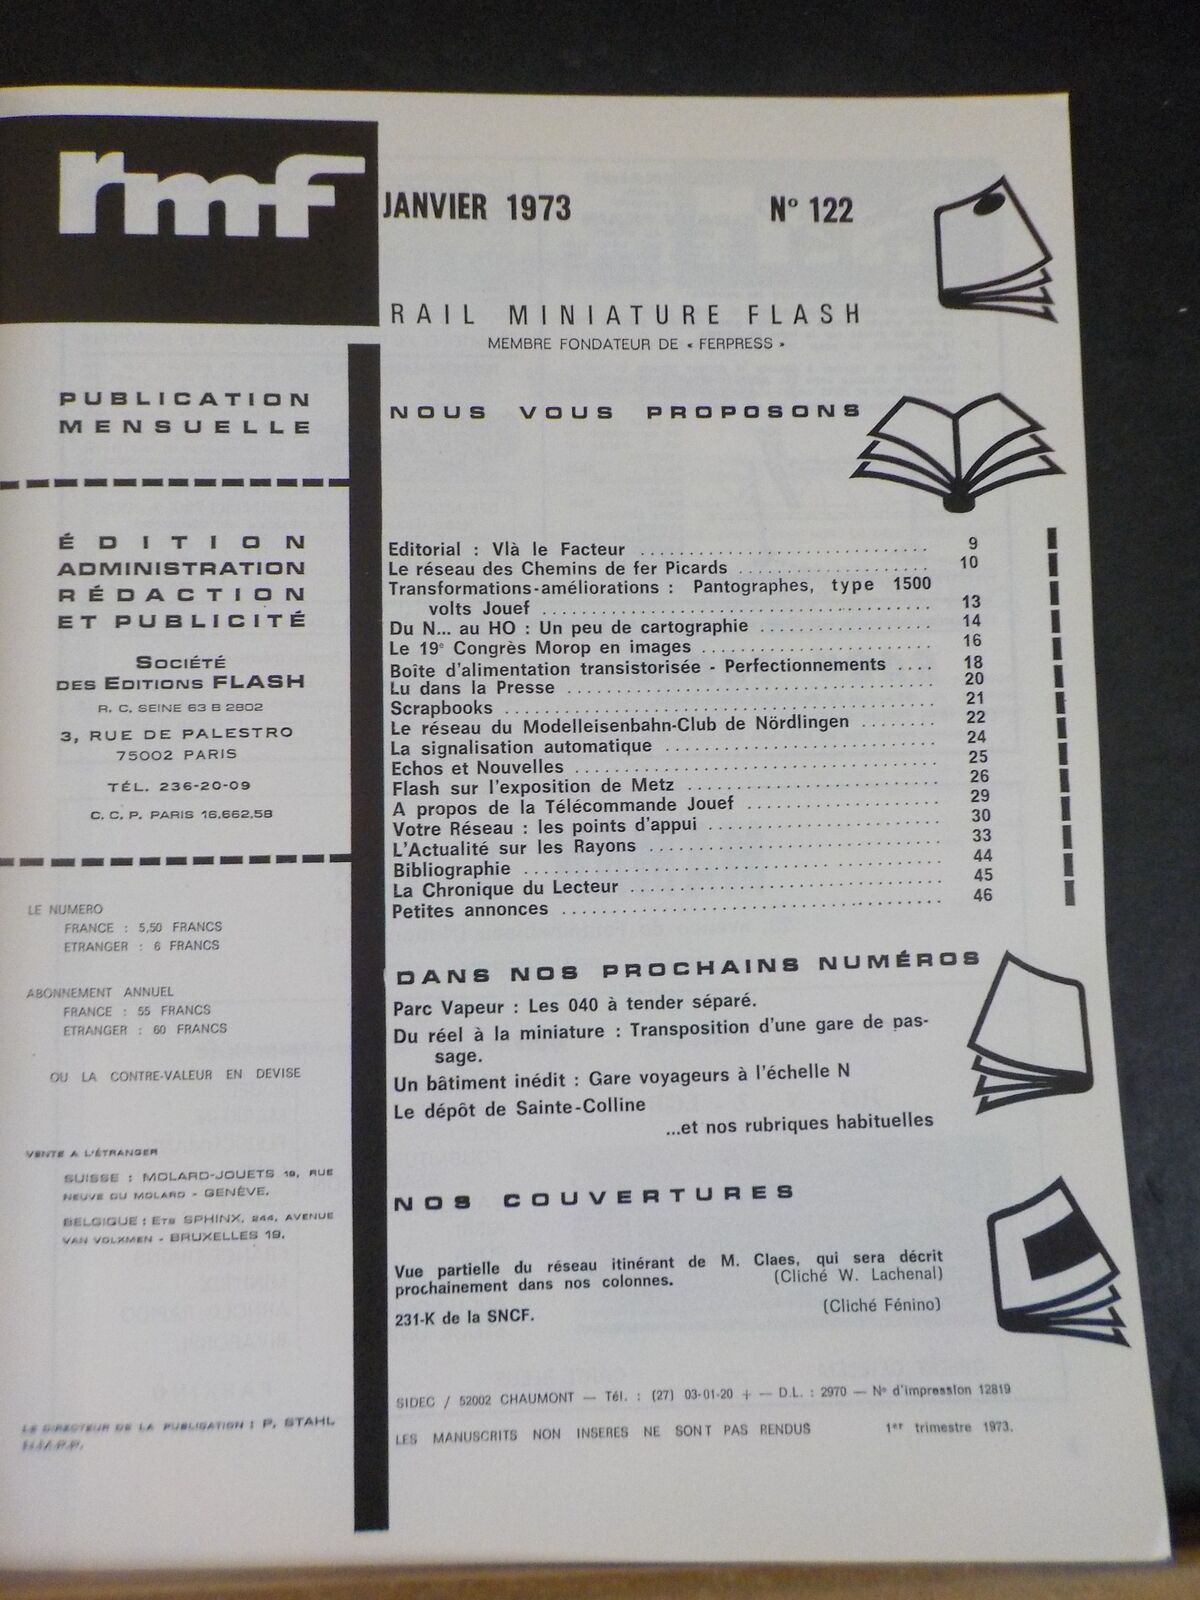 rmf
JANVIER 1973
N° 122
RAIL MINIATURE FLASH
MEMBRE FONDATEUR DE « FERPRESS »
PUBLICATION
MENSUELLE
ÉDITION
ADMINISTRATION
RÉDACTION
ET PUBLICITÉ
SOCIÉTÉ
DES EDITIONS FLASH
R. C. SEINE 63 B 2802
3, RUE DE PALESTRO
75002 PARIS
TÉL. 236-20-09
C. C. P. PARIS 16.662.58
LE NUMERO
FRANCE : 5,50 FRANCS
ETRANGER : 6 FRANCS
ABONNEMENT ANNUEL
FRANCE : 55 FRANCS
ETRANGER : 60 FRANCS
OU LA CONTRE-VALEUR EN DEVISE
VENTE A L'ÉTRANGER
SUISSE : MOLARD-JOUETS 19, RUE
NEUVE DU MOLARD - GENÈVE.
BELGIQUE : ETS SPHINX, 244, AVENUE
VAN VOLXMEN - BRUXELLES 19.
LE DIRECTEUR DE LA PUBLICATION : P. STAHL
NOUS VOUS PROPOSONS
Editorial : Vlà le Facteur ............................ 9
Le réseau des Chemins de fer Picards .................... 10
Transformations-améliorations : Pantographes, type 1500
volts Jouef ........................................ 13
Du N... au HO : Un peu de cartographie .................. 14
Le 19e Congrès Morop en images ........................ 16
Boîte d'alimentation transistorisée - Perfectionnements .... 18
Lu dans la Presse .................................... 20
Scrapbooks .......................................... 21
Le réseau du Modelleisenbahn-Club de Nördlingen ........ 22
La signalisation automatique ............................ 24
Echos et Nouvelles .................................... 25
Flash sur l'exposition de Metz .......................... 26
A propos de la Télécommande Jouef .................... 29
Votre Réseau : les points d'appui ........................ 30
L'Actualité sur les Rayons .............................. 33
Bibliographie ........................................ 44
La Chronique du Lecteur ................................ 45
Petites annonces ...................................... 46
DANS NOS PROCHAINS NUMÉROS
Parc Vapeur : Les 040 à tender séparé.
Du réel à la miniature : Transposition d'une gare de pas-
sage.
Un bâtiment inédit : Gare voyageurs à l'échelle N
Le dépôt de Sainte-Colline
...et nos rubriques habituelles
NOS COUVERTURES
Vue partielle du réseau itinérant de M. Claes, qui sera décrit
prochainement dans nos colonnes. (Cliché W. Lachenal)
231-K de la SNCF. (Cliché Fénino)
SIDEC / 52002 CHAUMONT — Tél. : (27) 03-01-20 + — D.L. : 2970 — N° d'impression 12819
LES MANUSCRITS NON INSERES NE SONT PAS RENDUS 1er trimestre 1973.